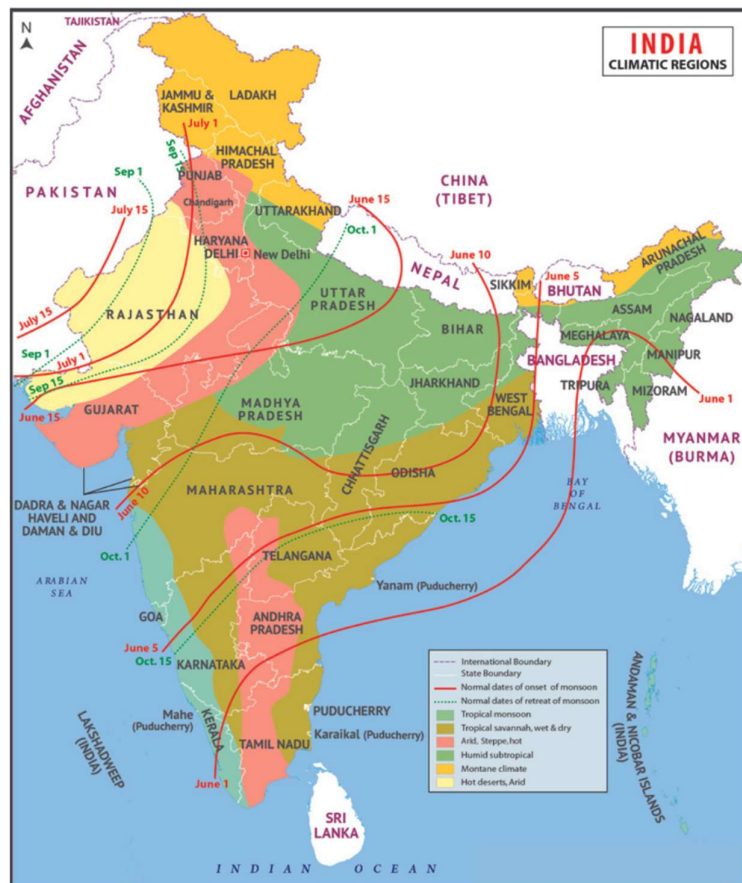 TAJIKISTAN
N
INDIA
CLIMATIC REGIONS
AFGHANISTAN
JAMMU &
KASHMIR
LADAKH
July 1
Sep 15
HIMACHAL
PRADESH
Sep 1
PUNJAB
CHINA
(TIBET)
PAKISTAN
July 15
Chandigarh
UTTARAKHAND
June 15
Oct. 1
HARYANA
DELHI
New Delhi
June 10
NEPAL
SIKKIM
June 5
BHUTAN
ARUNACHAL
PRADESH
RAJASTHAN
UTTAR
PRADESH
ASSAM
NAGALAND
July 15
BIHAR
MEGHALAYA
Sep 1
July 1
BANGLADESH
MANIPUR
Sep 15
JHARKHAND
TRIPURA
MIZORAM
June 1
June 15
GUJARAT
MADHYA
PRADESH
WEST
BENGAL
MYANMAR
(BURMA)
CHHATTISGARH
ODISHA
DADRA & NAGAR
HAVELI AND
DAMAN & DIU
June 10
MAHARASHTRA
BAY
OF
BENGAL
Oct. 1
Oct. 15
TELANGANA
ARABIAN
SEA
Yanam (Puducherry)
GOA
ANDHRA
PRADESH
June 5
Oct. 15
KARNATAKA
International Boundary
State Boundary
Normal dates of onset of monsoon
Normal dates of retreat of monsoon
Tropical monsoon
Tropical savannah, wet & dry
Arid, Steppe, hot
Humid subtropical
Montane climate
Hot deserts, Arid
Mahe
(Puducherry)
PUDUCHERRY
Karaikal (Puducherry)
KERALA
TAMIL NADU
LAKSHADWEEP
(INDIA)
ANDAMAN & NICOBAR ISLANDS
(INDIA)
June 1
SRI
LANKA
INDIAN OCEAN